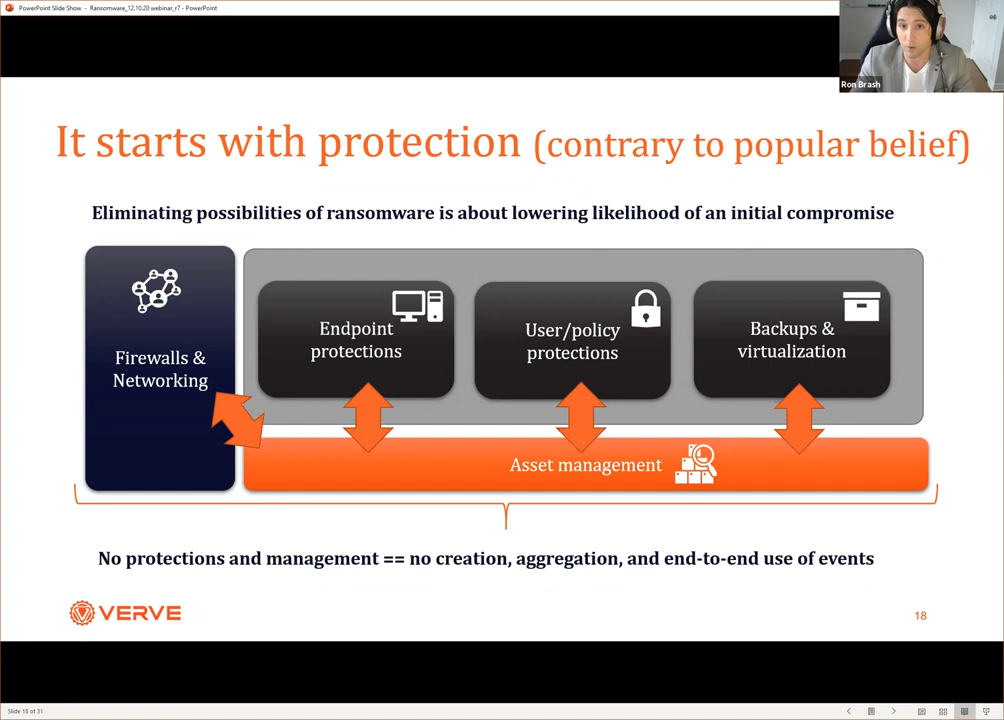 PowerPoint Slide Show - Ransomware_12.10.20 webinar_r7 - PowerPoint
Ron Brash
It starts with protection (contrary to popular belief)
Eliminating possibilities of ransomware is about lowering likelihood of an initial compromise
Firewalls &
Networking
Endpoint
protections
User/policy
protections
Backups &
virtualization
Asset management
No protections and management == no creation, aggregation, and end-to-end use of events
VERVE
18
Slide 18 of 31